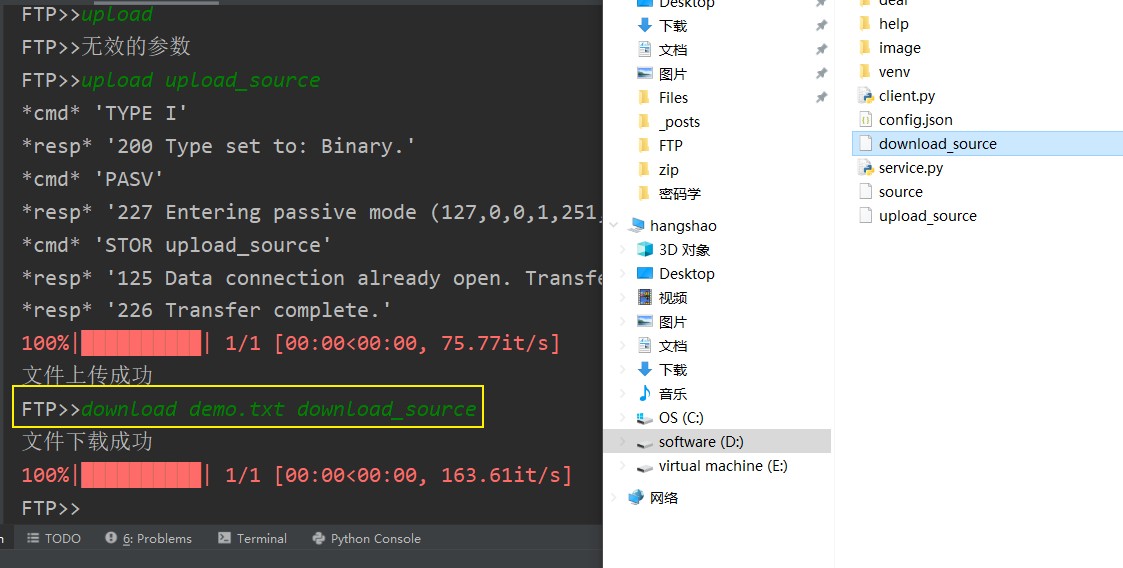 FTP>>upload
FTP>>无效的参数
FTP>>upload upload_source
*cmd* 'TYPE I'
*resp* '200 Type set to: Binary.'
*cmd* 'PASV'
*resp* '227 Entering passive mode (127,0,0,1,251,
*cmd* 'STOR upload_source'
*resp* '125 Data connection already open. Transfe
*resp* '226 Transfer complete.'
100%|██████████| 1/1 [00:00<00:00, 75.77it/s]
文件上传成功
FTP>>download demo.txt download_source
文件下载成功
100%|██████████| 1/1 [00:00<00:00, 163.61it/s]
FTP>>
TODO
6: Problems
Terminal
Python Console
Desktop
下载
文档
图片
Files
_posts
FTP
zip
密码学
hangshao
3D 对象
Desktop
视频
图片
文档
下载
音乐
OS (C:)
software (D:)
virtual machine (E:)
网络
help
image
venv
client.py
config.json
download_source
service.py
source
upload_source